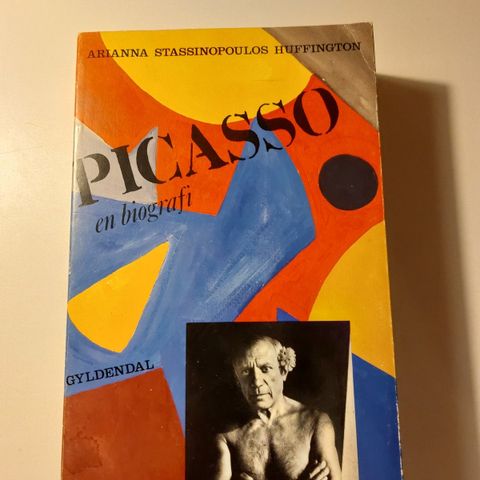 ARIANNA STASSINOPOULOS HUFFINGTON
PICASSO
en biografi
GYLDENDAL